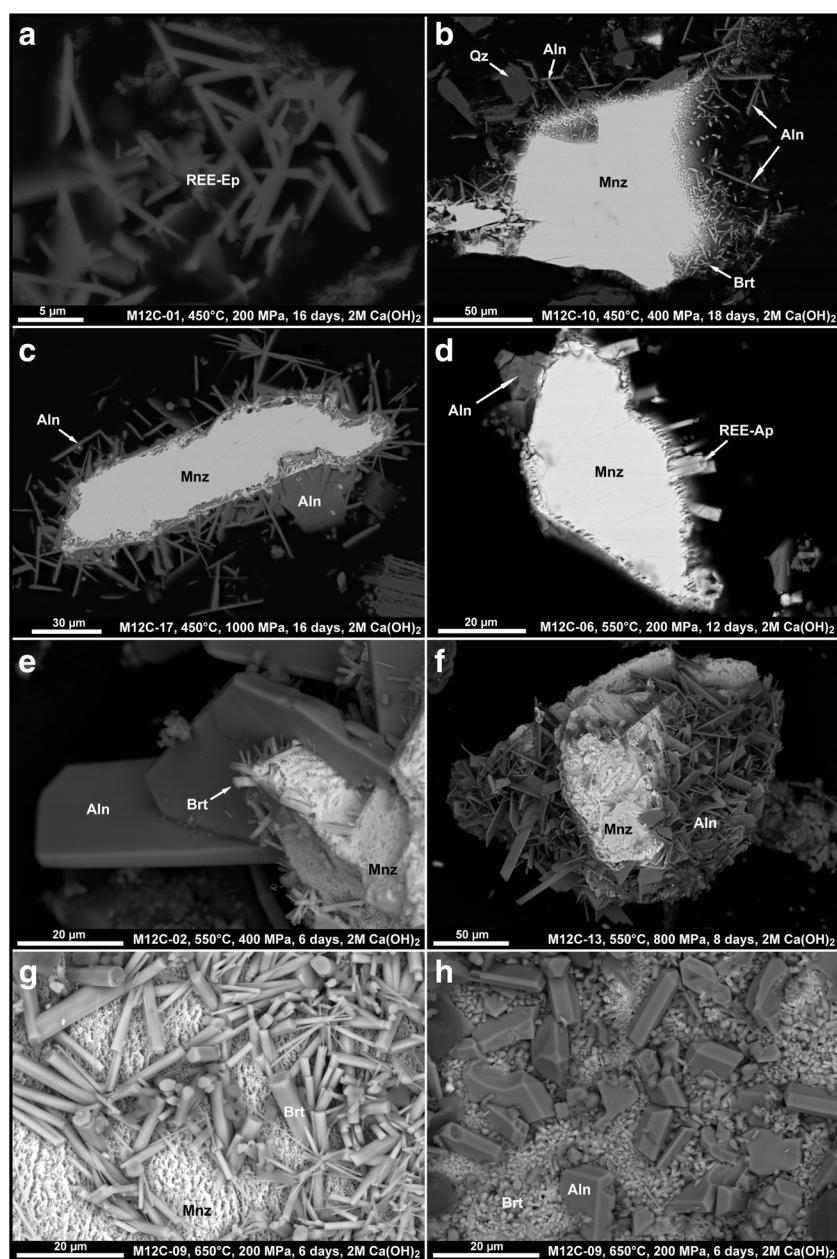 a
REE-Ep
5 µm
M12C-01, 450°C, 200 MPa, 16 days, 2M Ca(OH)₂
b
Qz
Aln
Aln
Mnz
Brt
50 µm
M12C-10, 450°C, 400 MPa, 18 days, 2M Ca(OH)₂
c
Mnz
Aln
Mnz
Aln
30 µm
M12C-17, 450°C, 1000 MPa, 16 days, 2M Ca(OH)₂
d
Aln
REE-Ap
Mnz
20 µm
M12C-06, 550°C, 200 MPa, 12 days, 2M Ca(OH)₂
e
Aln
Brt
Mnz
20 µm
M12C-02, 550°C, 400 MPa, 6 days, 2M Ca(OH)₂
f
Mnz
Aln
50 µm
M12C-13, 550°C, 800 MPa, 8 days, 2M Ca(OH)₂
g
Brt
Mnz
20 µm
M12C-09, 650°C, 200 MPa, 6 days, 2M Ca(OH)₂
h
Brt
Aln
20 µm
M12C-09, 650°C, 200 MPa, 6 days, 2M Ca(OH)₂